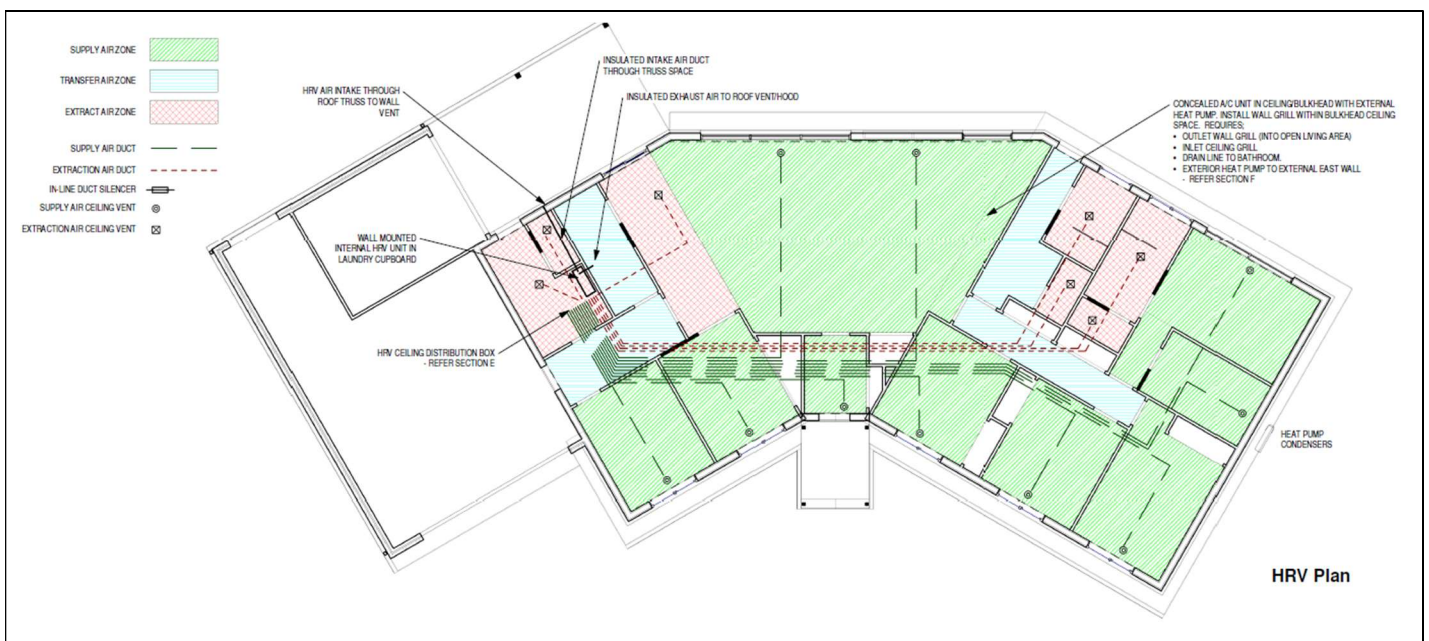 SUPPLY AIR ZONE
TRANSFER AIR ZONE
EXTRACT AIR ZONE
SUPPLY AIR DUCT
EXTRACTION AIR DUCT
IN-LINE DUCT SILENCER
SUPPLY AIR CEILING VENT
EXTRACTION AIR CEILING VENT
HRV AIR INTAKE THROUGH
ROOF TRUSS TO WALL
VENT
INSULATED INTAKE AIR DUCT
THROUGH TRUSS SPACE
INSULATED EXHAUST AIR TO ROOF VENT/HOOD
WALL MOUNTED
INTERNAL HRV UNIT IN
LAUNDRY CUPBOARD
HRV CEILING DISTRIBUTION BOX
- REFER SECTION E
CONCEALED A/C UNIT IN CEILING/BULKHEAD WITH EXTERNAL
HEAT PUMP. INSTALL WALL GRILL WITHIN BULKHEAD CEILING
SPACE. REQUIRES;
• OUTLET WALL GRILL (INTO OPEN LIVING AREA)
• INLET CEILING GRILL
• DRAIN LINE TO BATHROOM.
• EXTERIOR HEAT PUMP TO EXTERNAL EAST WALL
- REFER SECTION F
HEAT PUMP
CONDENSERS
HRV Plan